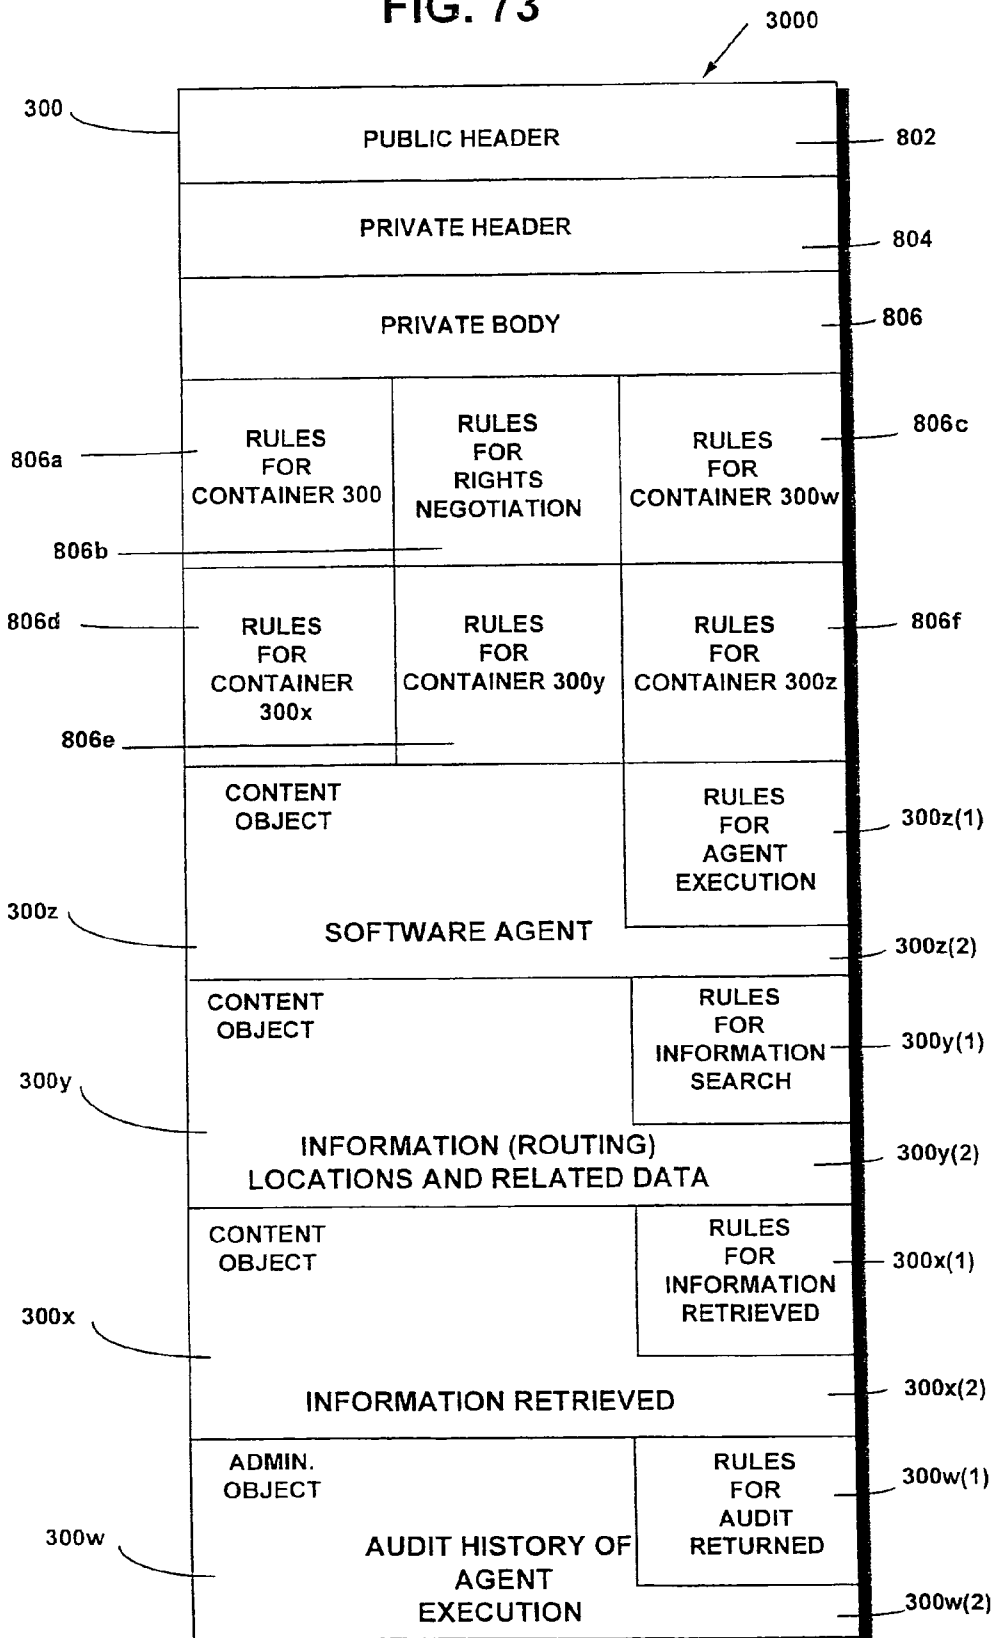 FIG. 73
3000
300
PUBLIC HEADER
802
PRIVATE HEADER
804
PRIVATE BODY
806
806a
RULES
FOR
CONTAINER 300
RULES
FOR
RIGHTS
NEGOTIATION
806b
RULES
FOR
CONTAINER 300w
806c
806d
RULES
FOR
CONTAINER
300x
RULES
FOR
CONTAINER 300y
806e
RULES
FOR
CONTAINER 300z
806f
CONTENT
OBJECT
RULES
FOR
AGENT
EXECUTION
300z(1)
300z
SOFTWARE AGENT
300z(2)
CONTENT
OBJECT
RULES
FOR
INFORMATION
SEARCH
300y(1)
300y
INFORMATION (ROUTING)
LOCATIONS AND RELATED DATA
300y(2)
CONTENT
OBJECT
RULES
FOR
INFORMATION
RETRIEVED
300x(1)
300x
INFORMATION RETRIEVED
300x(2)
ADMIN.
OBJECT
RULES
FOR
AUDIT
RETURNED
300w(1)
300w
AUDIT HISTORY OF
AGENT
EXECUTION
300w(2)